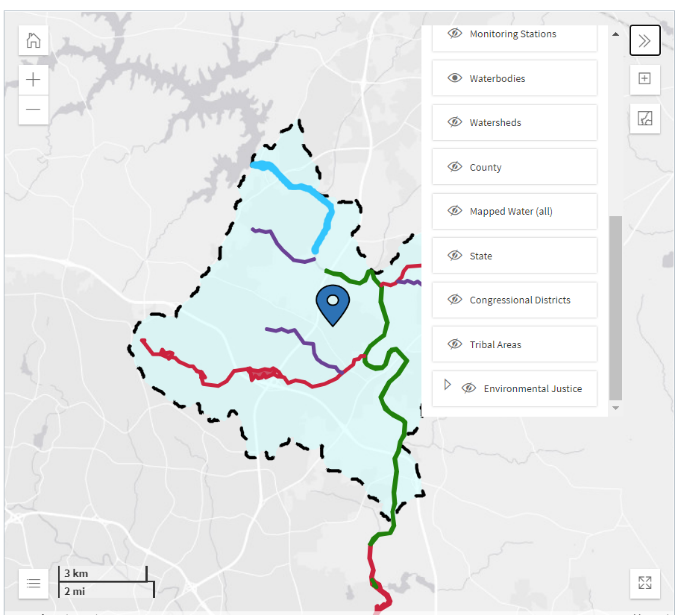 Monitoring Stations
Waterbodies
Watersheds
County
Mapped Water (all)
State
Congressional Districts
Tribal Areas
Environmental Justice
3 km
2 mi